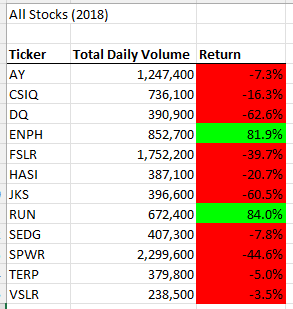 All Stocks (2018)
Ticker Total Daily Volume Return
AY 1,247,400 -7.3%
CSIQ 736,100 -16.3%
DQ 390,900 -62.6%
ENPH 852,700 81.9%
FSLR 1,752,200 -39.7%
HASI 387,100 -20.7%
JKS 396,600 -60.5%
RUN 672,400 84.0%
SEDG 407,300 -7.8%
SPWR 2,299,600 -44.6%
TERP 379,800 -5.0%
VSLR 238,500 -3.5%